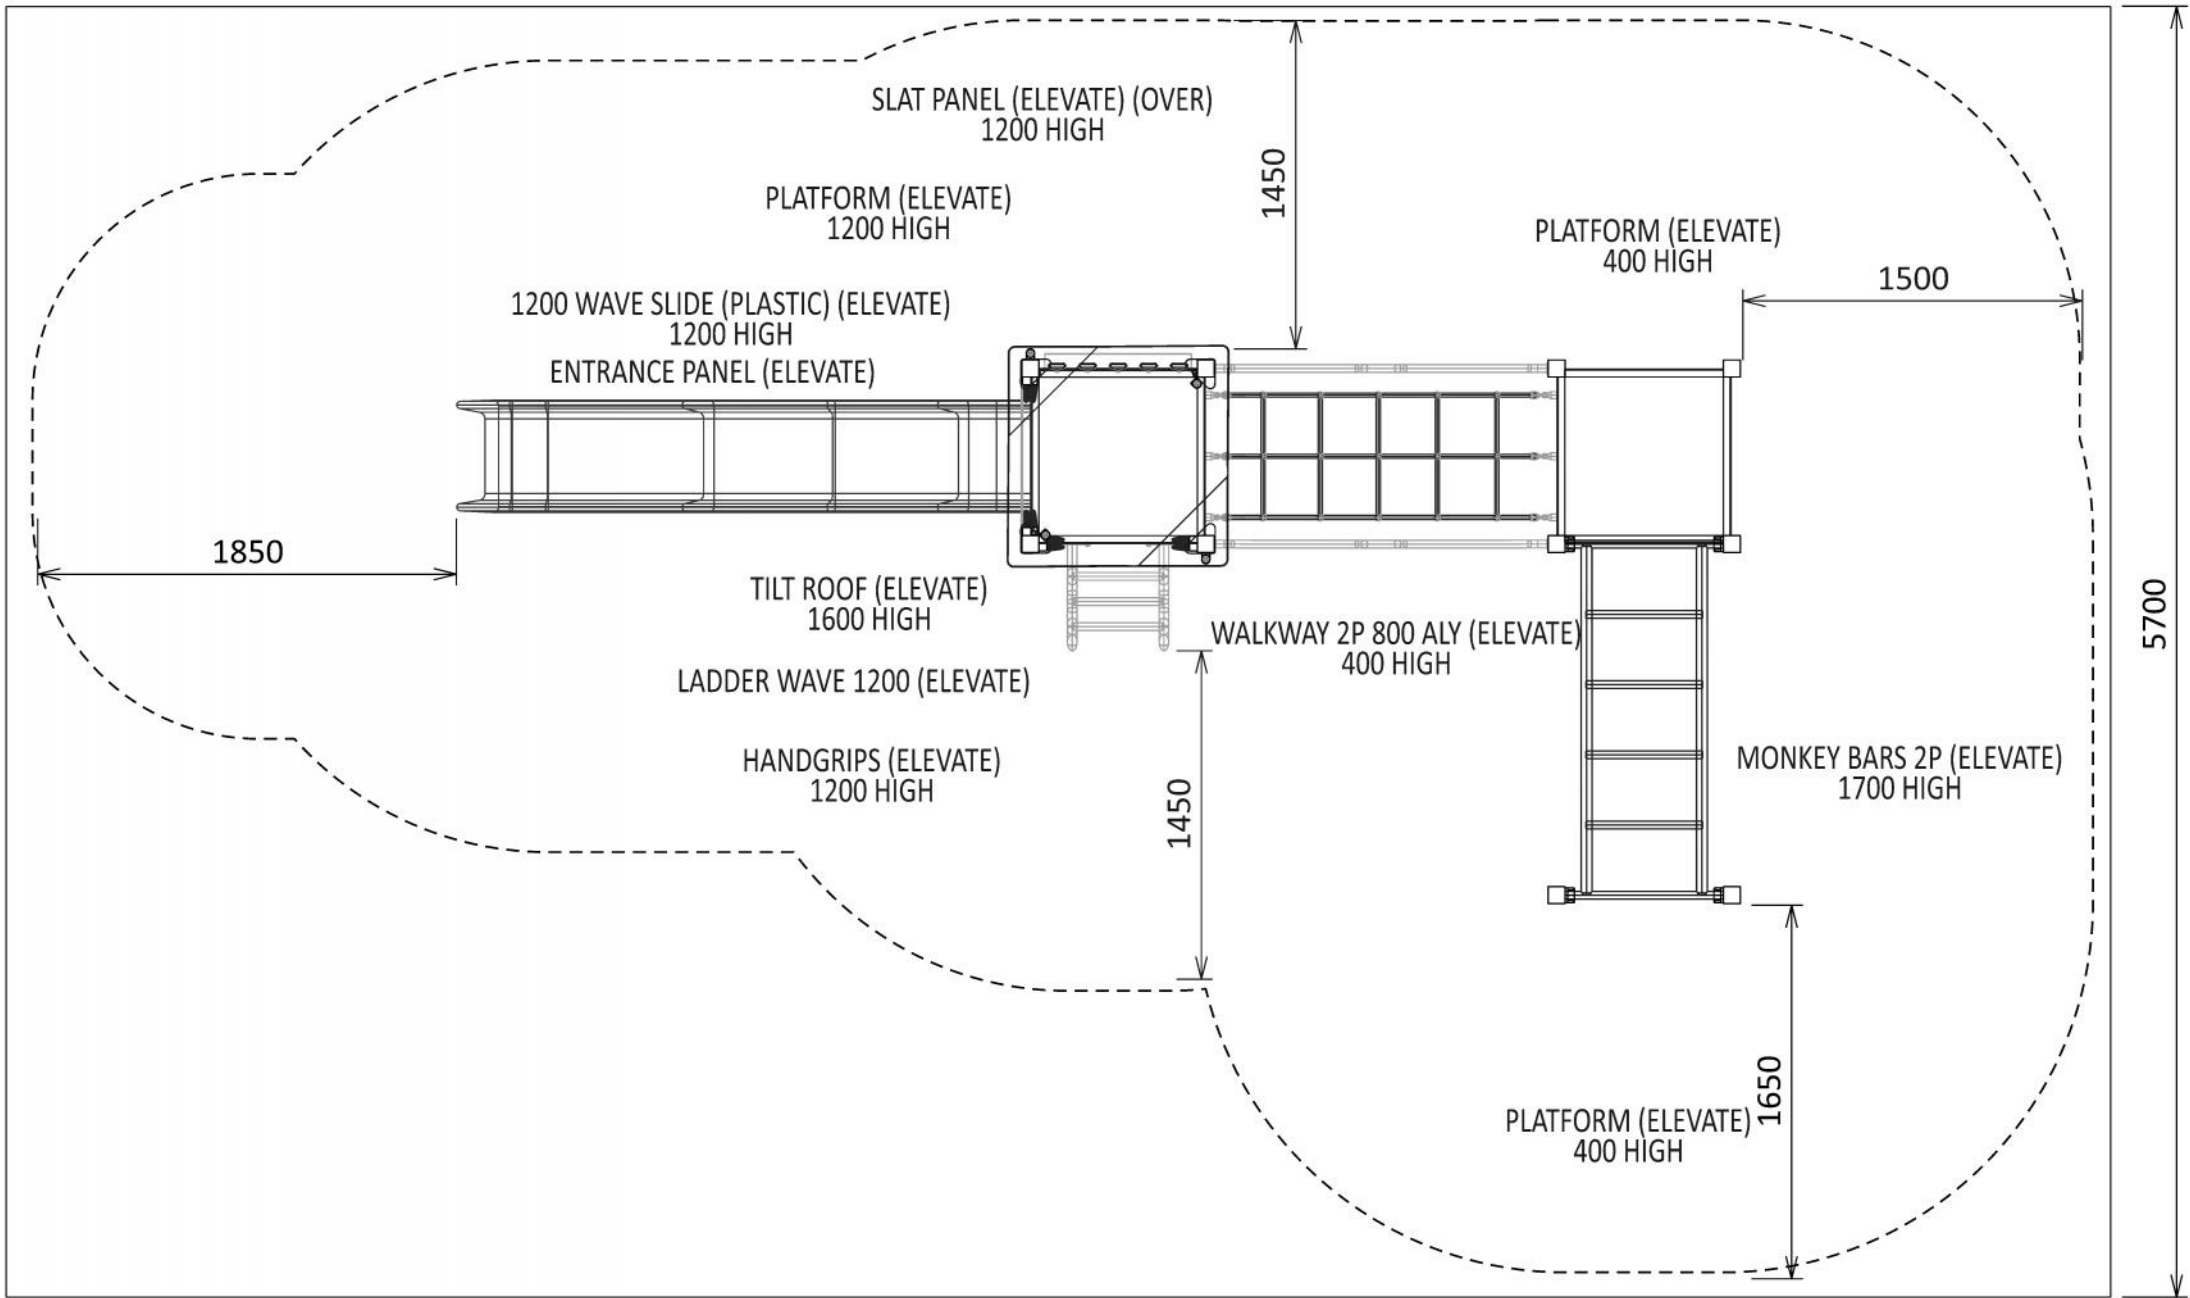 SLAT PANEL (ELEVATE) (OVER)
1200 HIGH
1450
PLATFORM (ELEVATE)
1200 HIGH
PLATFORM (ELEVATE)
400 HIGH
1500
1200 WAVE SLIDE (PLASTIC) (ELEVATE)
1200 HIGH
ENTRANCE PANEL (ELEVATE)
1850
TILT ROOF (ELEVATE)
1600 HIGH
WALKWAY 2P 800 ALY (ELEVATE)
400 HIGH
5700
LADDER WAVE 1200 (ELEVATE)
HANDGRIPS (ELEVATE)
1200 HIGH
1450
MONKEY BARS 2P (ELEVATE)
1700 HIGH
1650
PLATFORM (ELEVATE)
400 HIGH